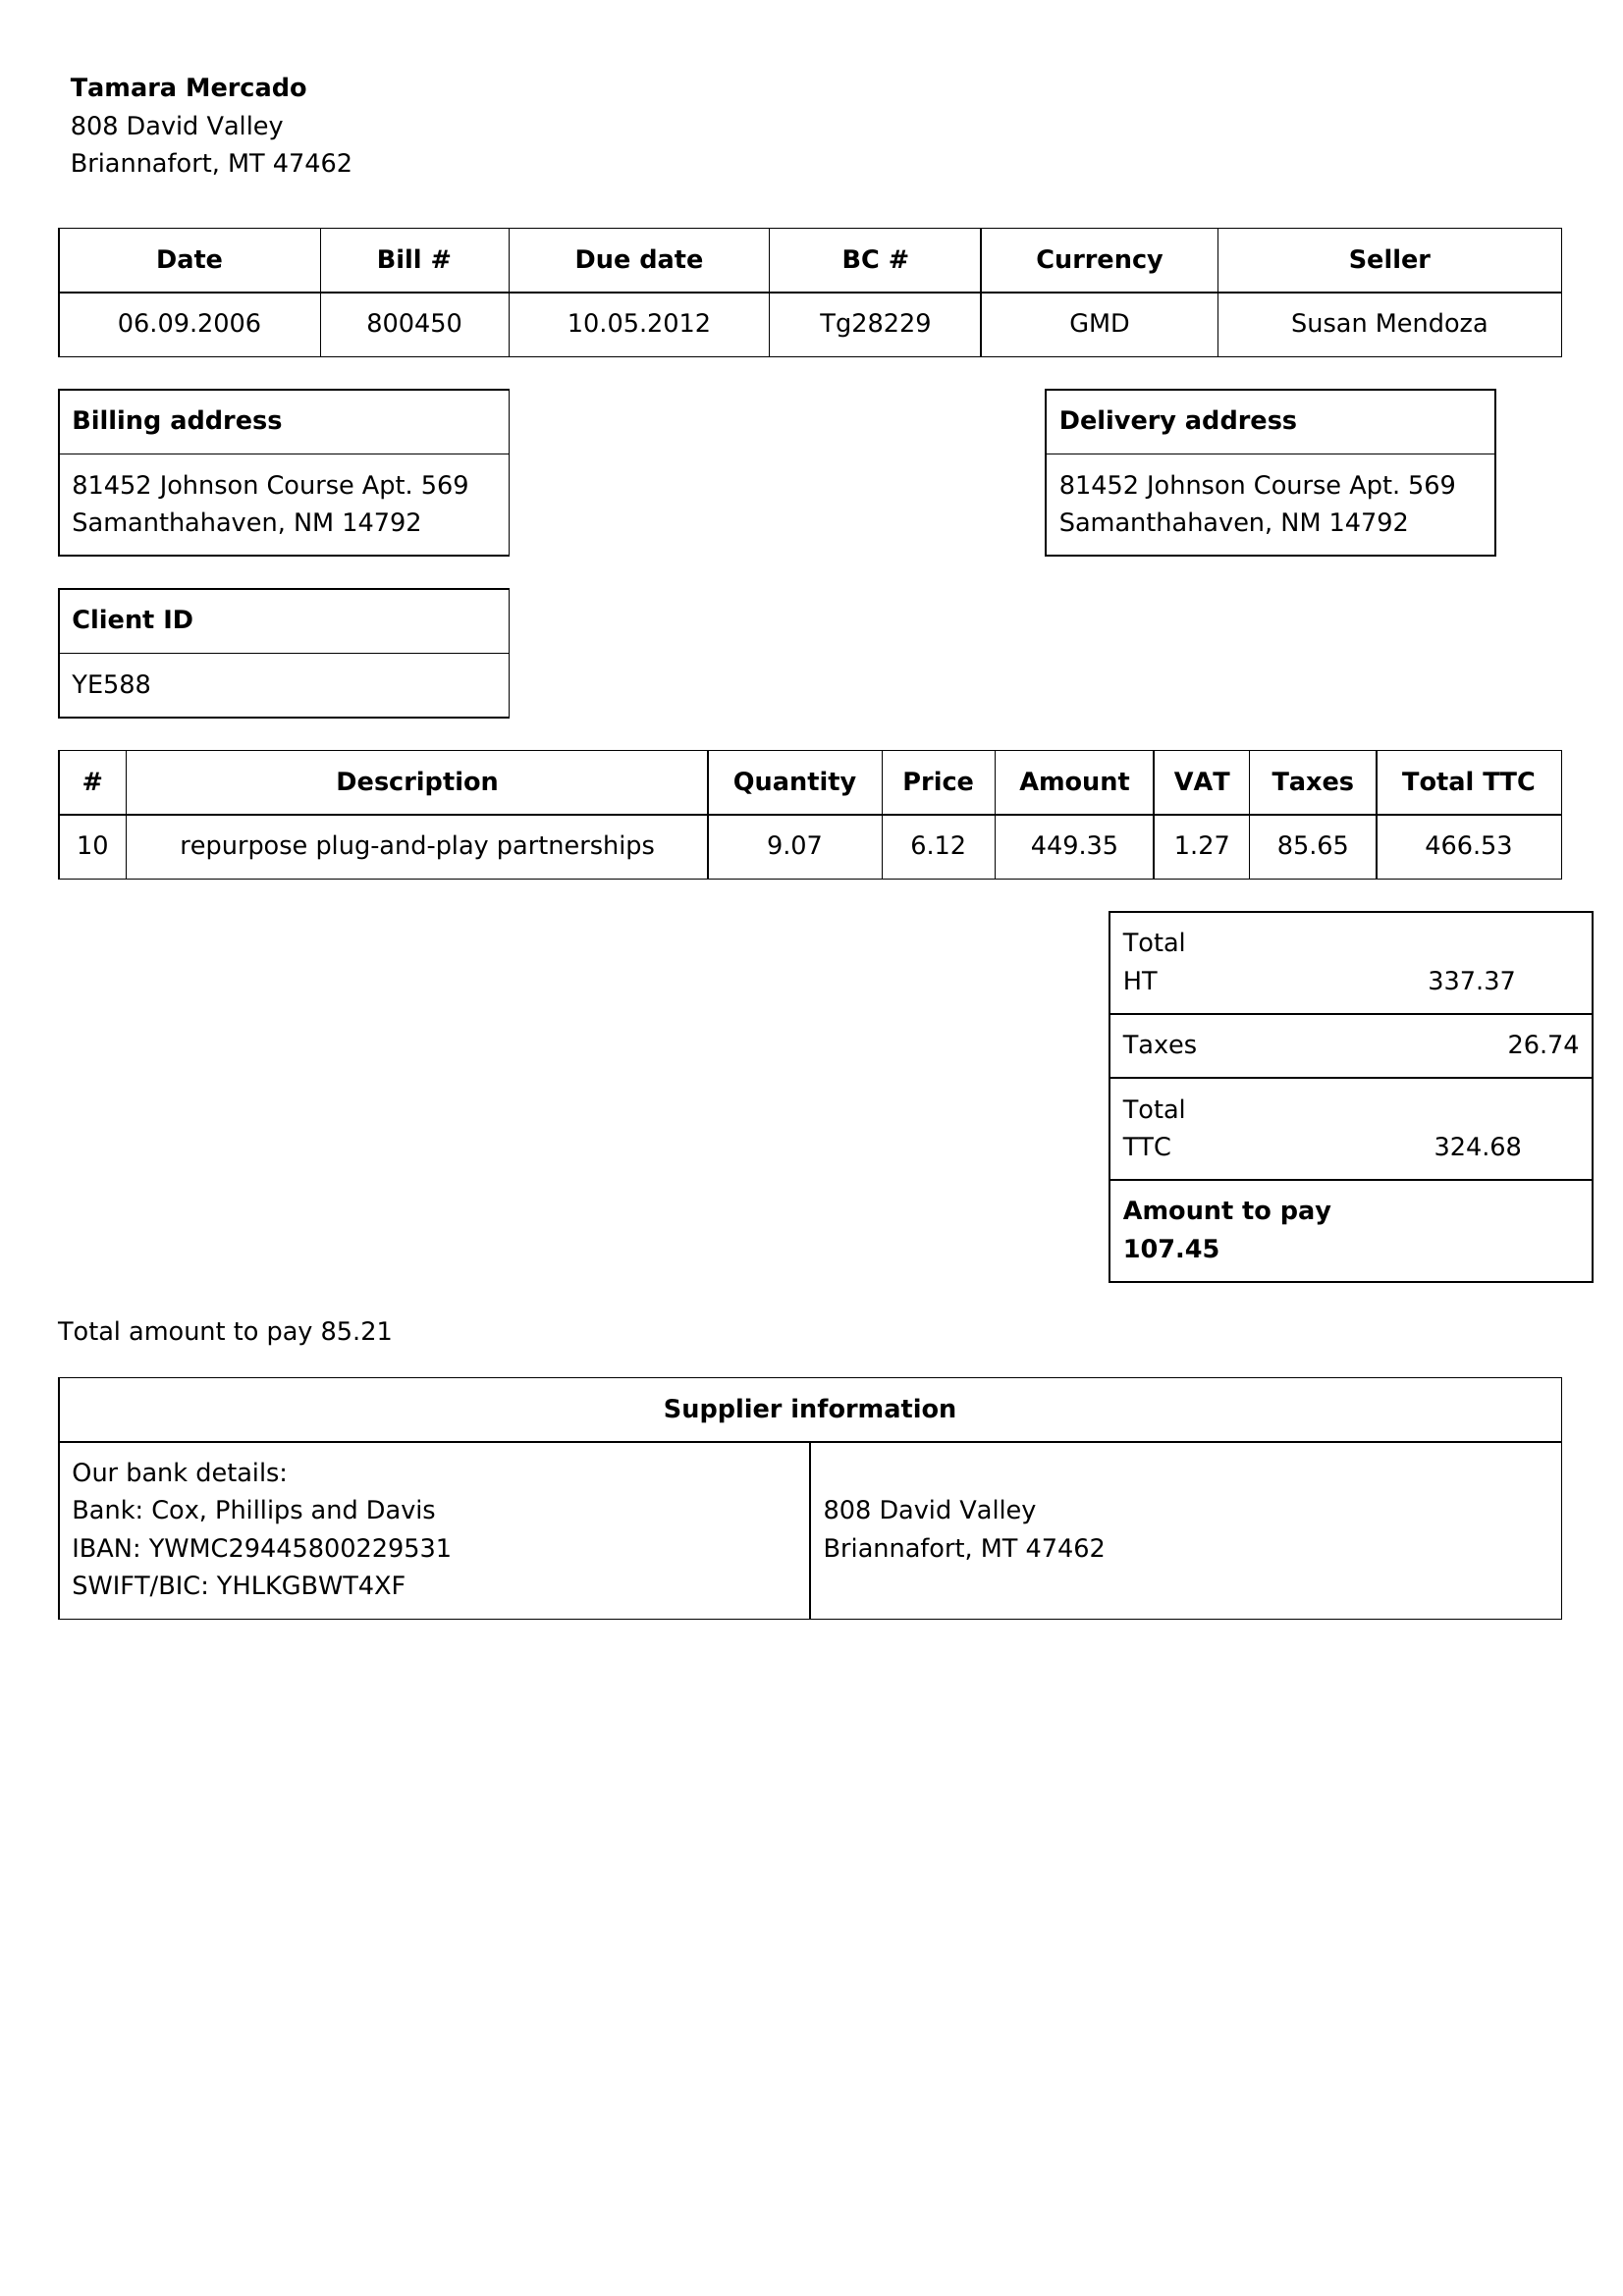 Tamara Mercado
808 David Valley
Briannafort, MT 47462
Date Bill # Due date BC # Currency Seller
06.09.2006 800450 10.05.2012 Tg28229 GMD Susan Mendoza
Billing address
81452 Johnson Course Apt. 569
Samanthahaven, NM 14792
Delivery address
81452 Johnson Course Apt. 569
Samanthahaven, NM 14792
Client ID
YE588
# Description Quantity Price Amount VAT Taxes Total TTC
10 repurpose plug-and-play partnerships 9.07 6.12 449.35 1.27 85.65 466.53
Total
HT 337.37
Taxes 26.74
Total
TTC 324.68
Amount to pay
107.45
Total amount to pay 85.21
Supplier information
Our bank details:
Bank: Cox, Phillips and Davis
IBAN: YWMC29445800229531
SWIFT/BIC: YHLKGBWT4XF
808 David Valley
Briannafort, MT 47462